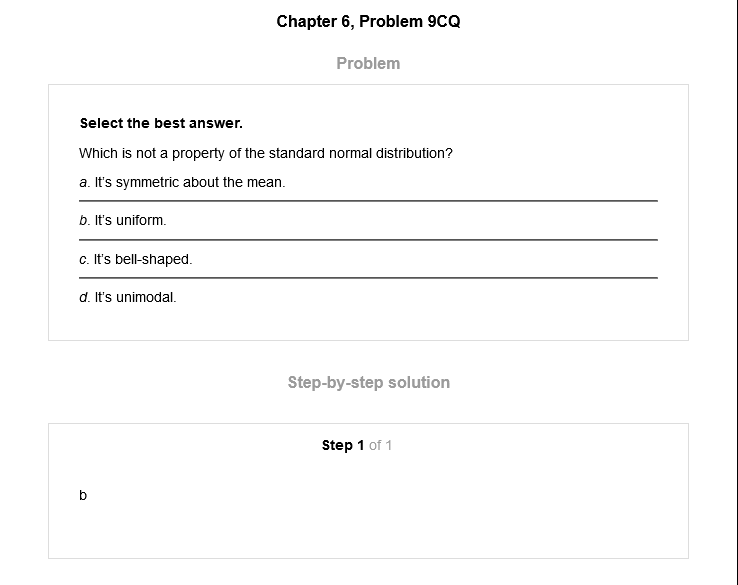 Chapter 6, Problem 9CQ
Problem
Select the best answer.
Which is not a property of the standard normal distribution?
a. It's symmetric about the mean.
b. It's uniform.
c. It's bell-shaped.
d. It's unimodal.
Step-by-step solution
Step 1 of 1
b